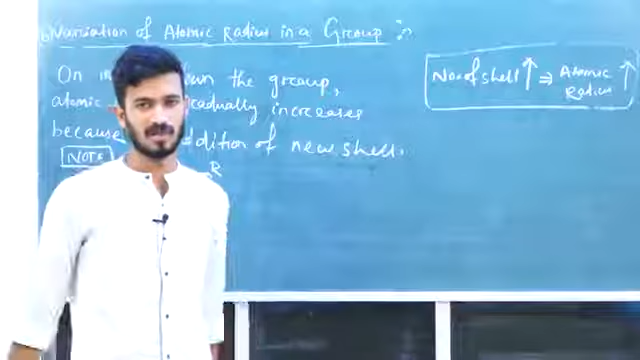 Variation of Atomic Radius in a Group :-
On the group,
atomic gradually increases
because dition of new shell.
NOTE
R
No. of shell ↑ ⇒ Atomic
Radius ↑